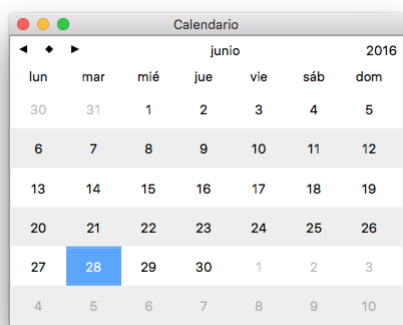 Calendario
◀ ◆ ▶ junio 2016
lun mar mié jue vie sáb dom
30 31 1 2 3 4 5
6 7 8 9 10 11 12
13 14 15 16 17 18 19
20 21 22 23 24 25 26
27 28 29 30 1 2 3
4 5 6 7 8 9 10